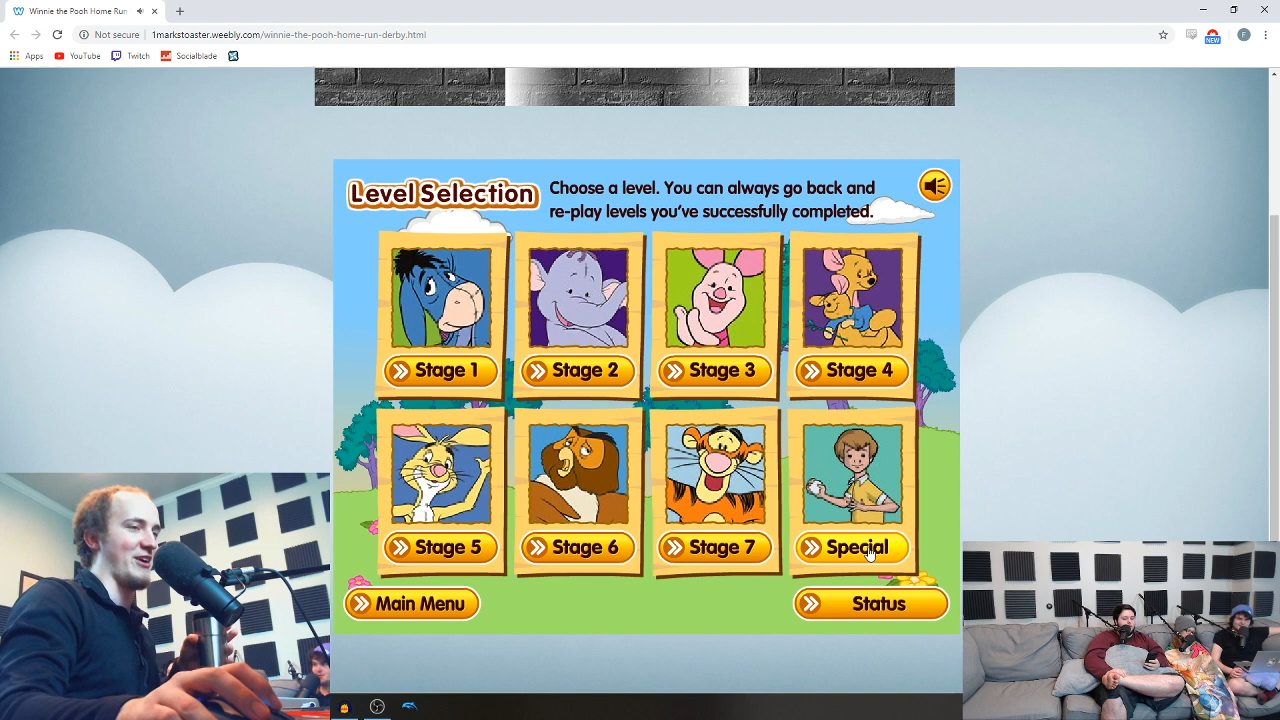 Winnie the Pooh Home Run
Not secure | 1markstoaster.weebly.com/winnie-the-pooh-home-run-derby.html
NEW
F
Apps YouTube Twitch Socialblade
Level Selection
Choose a level. You can always go back and
re-play levels you've successfully completed.
Stage 1 Stage 2 Stage 3 Stage 4
Stage 5 Stage 6 Stage 7 Special
Main Menu Status